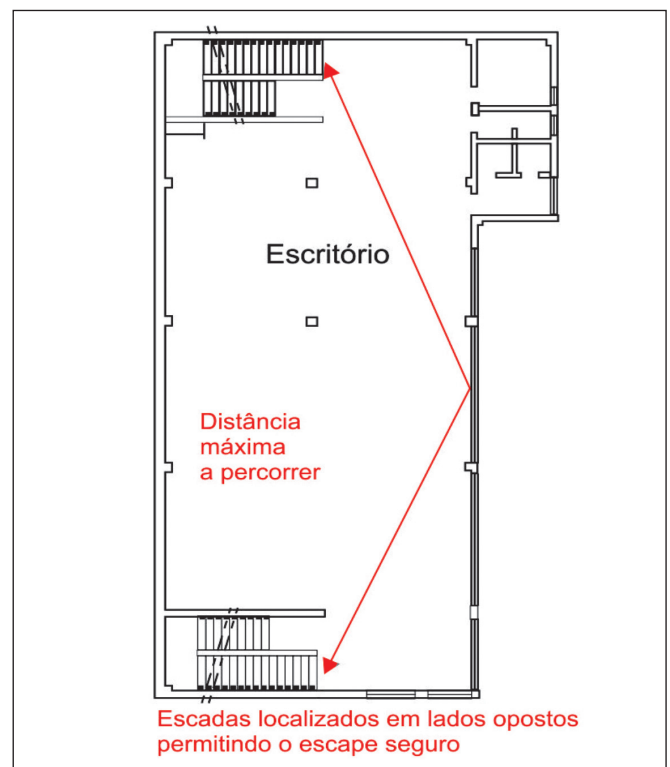 Escritório
Distância
máxima
a percorrer
Escadas localizados em lados opostos
permitindo o escape seguro